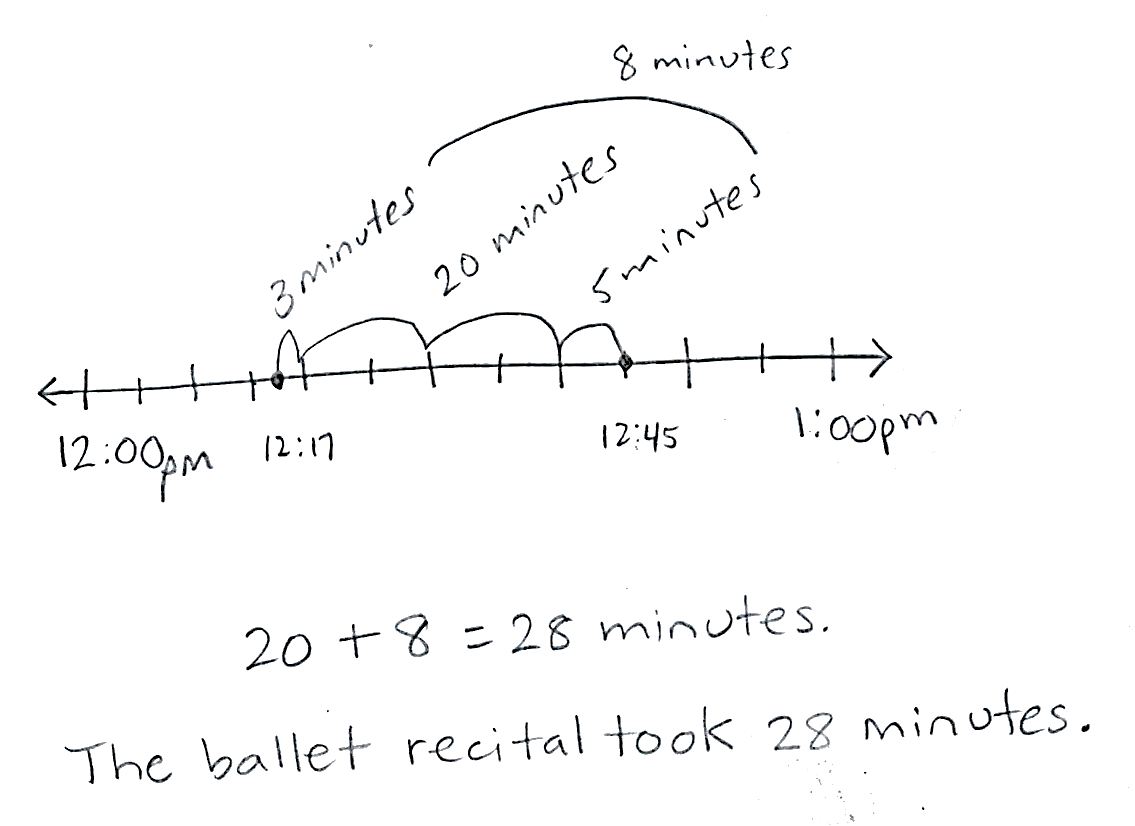 8 minutes
3 minutes
20 minutes
5 minutes
12:00pm
12:17
12:45
1:00pm
20 + 8 = 28 minutes.
The ballet recital took 28 minutes.